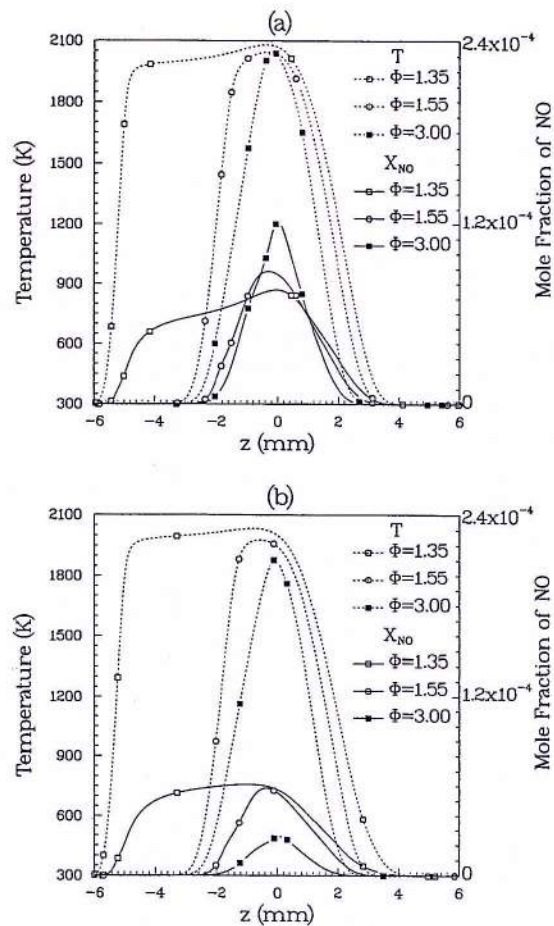 (a)
2100
1800
1500
1200
900
600
300
Temperature (K)
2.4x10⁻⁴
1.2x10⁻⁴
0
Mole Fraction of NO
T
Φ=1.35
Φ=1.55
Φ=3.00
X_NO
Φ=1.35
Φ=1.55
Φ=3.00
-6 -4 -2 0 2 4 6
z (mm)
(b)
2100
1800
1500
1200
900
600
300
Temperature (K)
2.4x10⁻⁴
1.2x10⁻⁴
0
Mole Fraction of NO
T
Φ=1.35
Φ=1.55
Φ=3.00
X_NO
Φ=1.35
Φ=1.55
Φ=3.00
-6 -4 -2 0 2 4 6
z (mm)